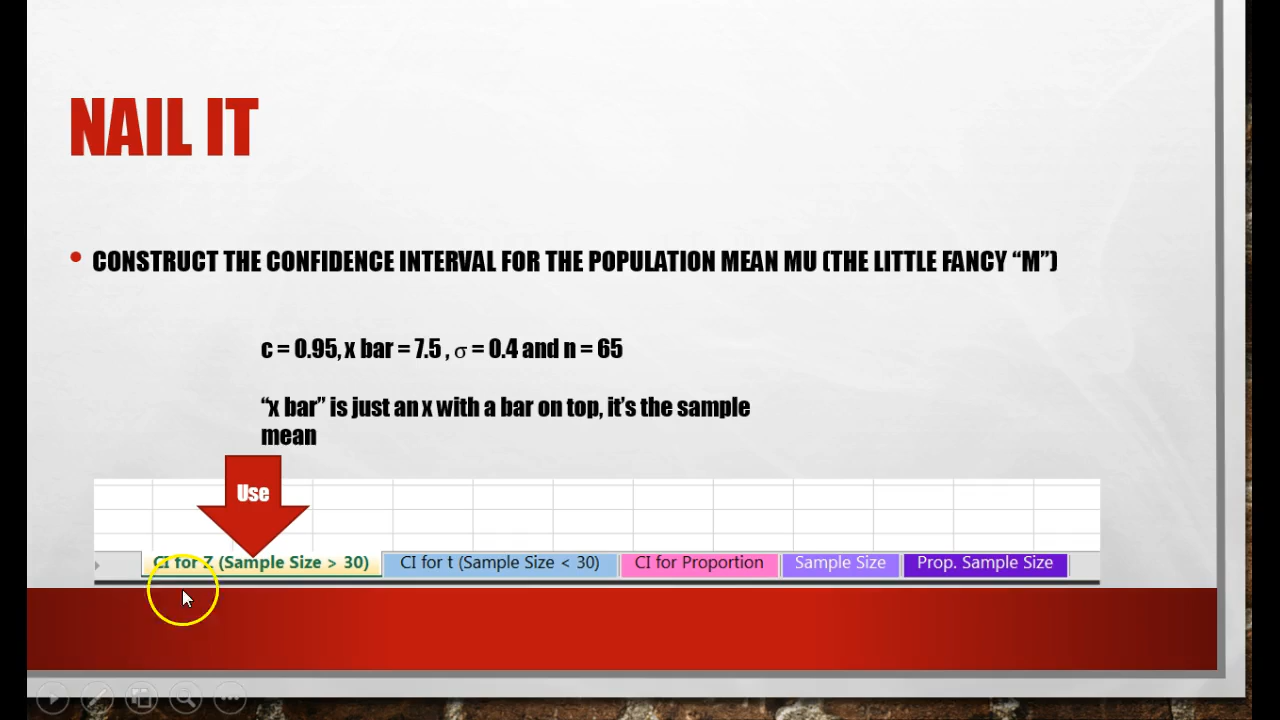 NAIL IT
• CONSTRUCT THE CONFIDENCE INTERVAL FOR THE POPULATION MEAN MU (THE LITTLE FANCY “M”)
c = 0.95, x bar = 7.5 , σ = 0.4 and n = 65
“x bar” is just an x with a bar on top, it’s the sample
mean
Use
CI for Z (Sample Size > 30) CI for t (Sample Size < 30) CI for Proportion Sample Size Prop. Sample Size